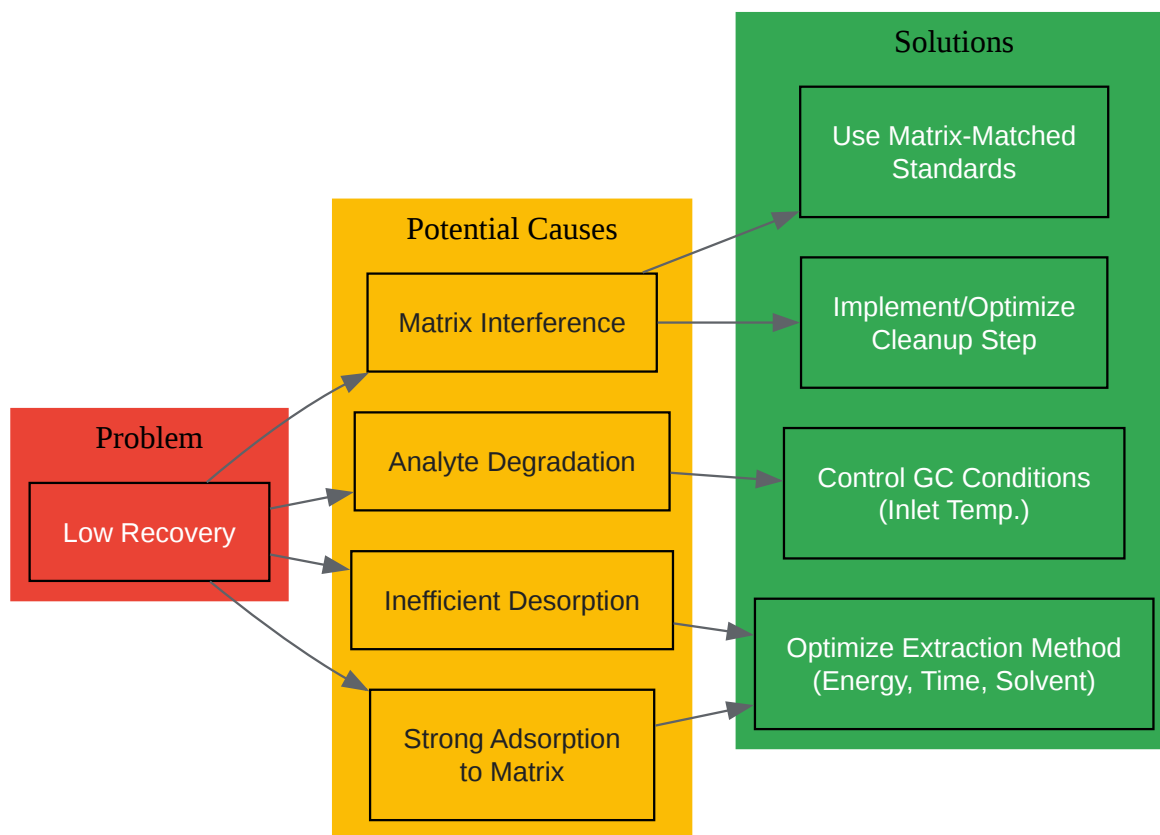 Problem
Low Recovery
Potential Causes
Matrix Interference
Analyte Degradation
Inefficient Desorption
Strong Adsorption
to Matrix
Solutions
Use Matrix-Matched
Standards
Implement/Optimize
Cleanup Step
Control GC Conditions
(Inlet Temp.)
Optimize Extraction Method
(Energy, Time, Solvent)